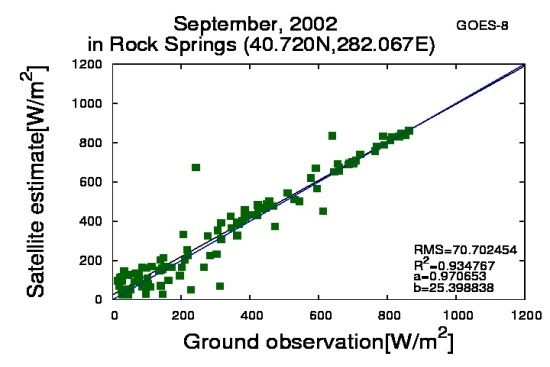 September, 2002
GOES-8
in Rock Springs (40.720N,282.067E)
Satellite estimate[W/m²]
1200
1000
800
600
400
200
0
RMS=70.702454
R²=0.934767
a=0.970653
b=25.398838
0 200 400 600 800 1000 1200
Ground observation[W/m²]